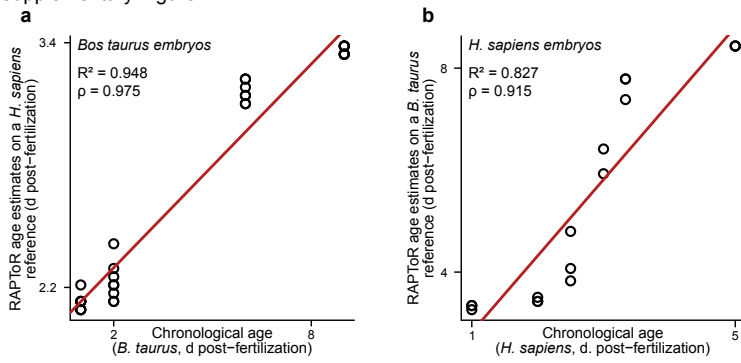 a
3.4
Bos taurus embryos
R² = 0.948
ρ = 0.975
RAPToR age estimates on a H. sapiens
reference (d post−fertilization)
2.2
2
Chronological age
8
(B. taurus, d post−fertilization)
b
8
H. sapiens embryos
R² = 0.827
ρ = 0.915
RAPToR age estimates on a B. taurus
reference (d post−fertilization)
4
1
Chronological age
5
(H. sapiens, d. post−fertilization)